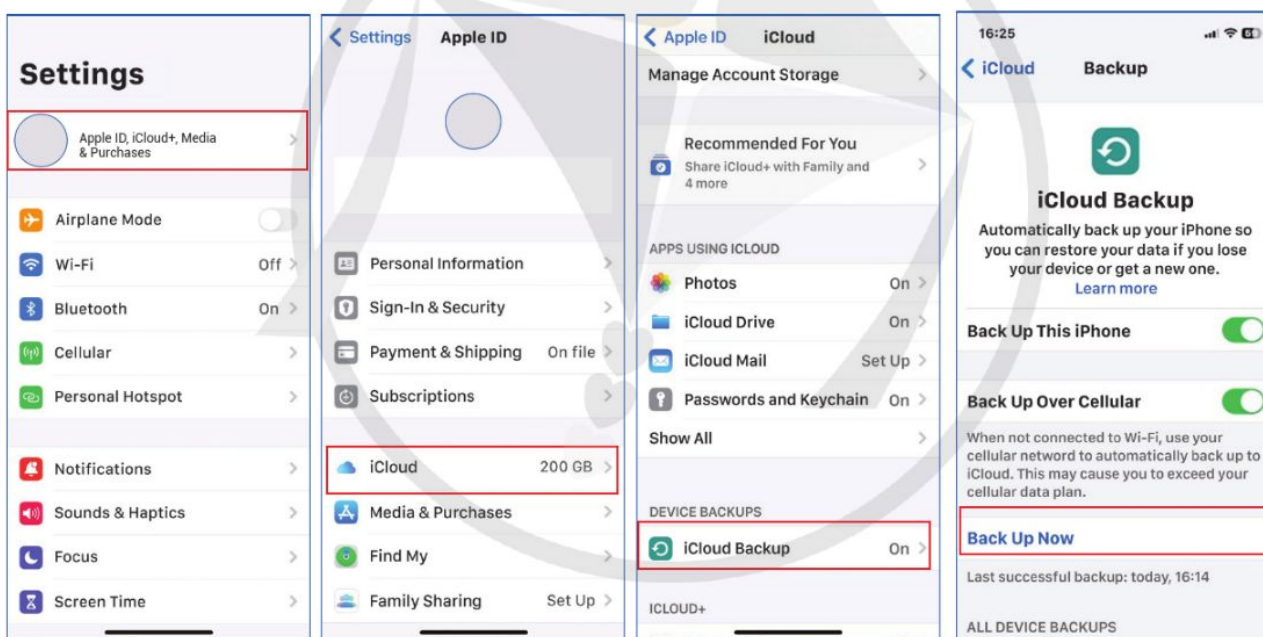 Settings
Apple ID, iCloud+, Media
& Purchases
Airplane Mode
Wi-Fi Off
Bluetooth On
Cellular
Personal Hotspot
Notifications
Sounds & Haptics
Focus
Screen Time
Settings Apple ID
Personal Information
Sign-In & Security
Payment & Shipping On file
Subscriptions
iCloud 200 GB
Media & Purchases
Find My
Family Sharing Set Up
Apple ID iCloud
Manage Account Storage
Recommended For You
Share iCloud+ with Family and
4 more
APPS USING ICLOUD
Photos On
iCloud Drive On
iCloud Mail Set Up
Passwords and Keychain On
Show All
DEVICE BACKUPS
iCloud Backup On
ICLOUD+
16:25
iCloud Backup
iCloud Backup
Automatically back up your iPhone so
you can restore your data if you lose
your device or get a new one.
Learn more
Back Up This iPhone
Back Up Over Cellular
When not connected to Wi-Fi, use your
cellular netword to automatically back up to
iCloud. This may cause you to exceed your
cellular data plan.
Back Up Now
Last successful backup: today, 16:14
ALL DEVICE BACKUPS